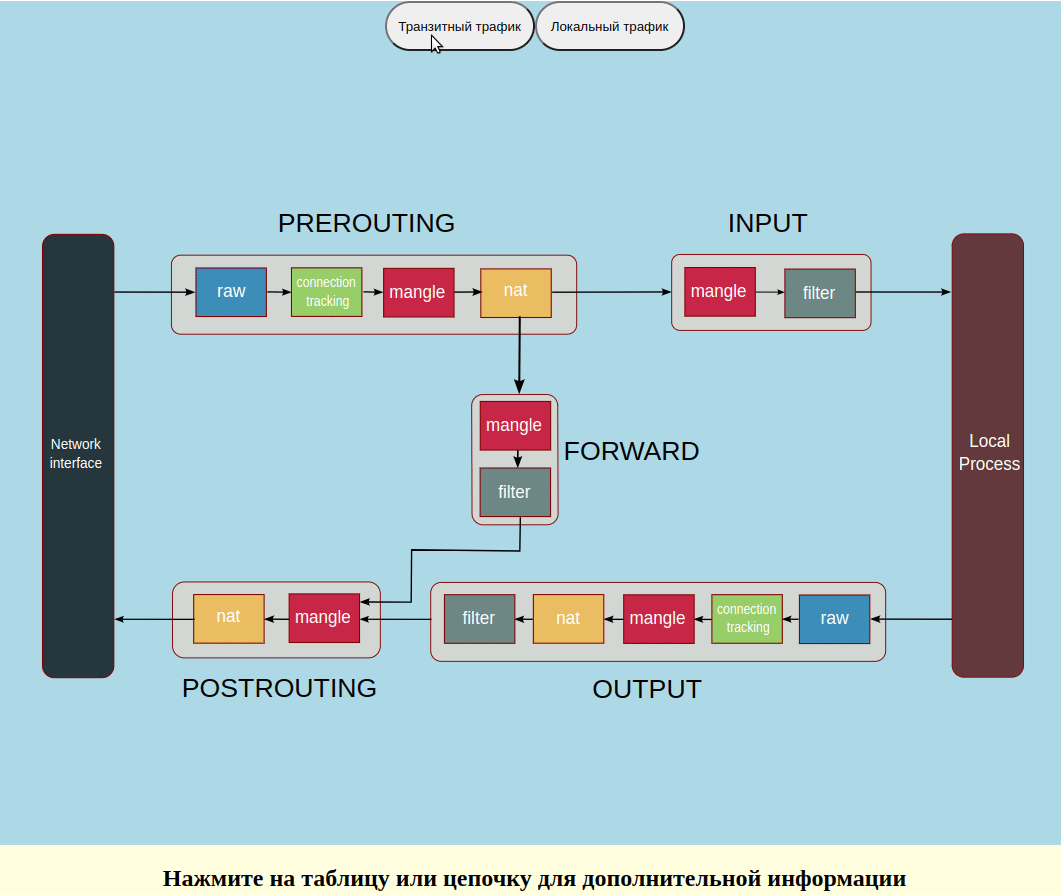 Транзитный трафик
Локальный трафик
PREROUTING
INPUT
raw
connection
tracking
mangle
nat
mangle
filter
Network
interface
mangle
FORWARD
filter
Local
Process
nat
mangle
filter
nat
mangle
connection
tracking
raw
POSTROUTING
OUTPUT
Нажмите на таблицу или цепочку для дополнительной информации